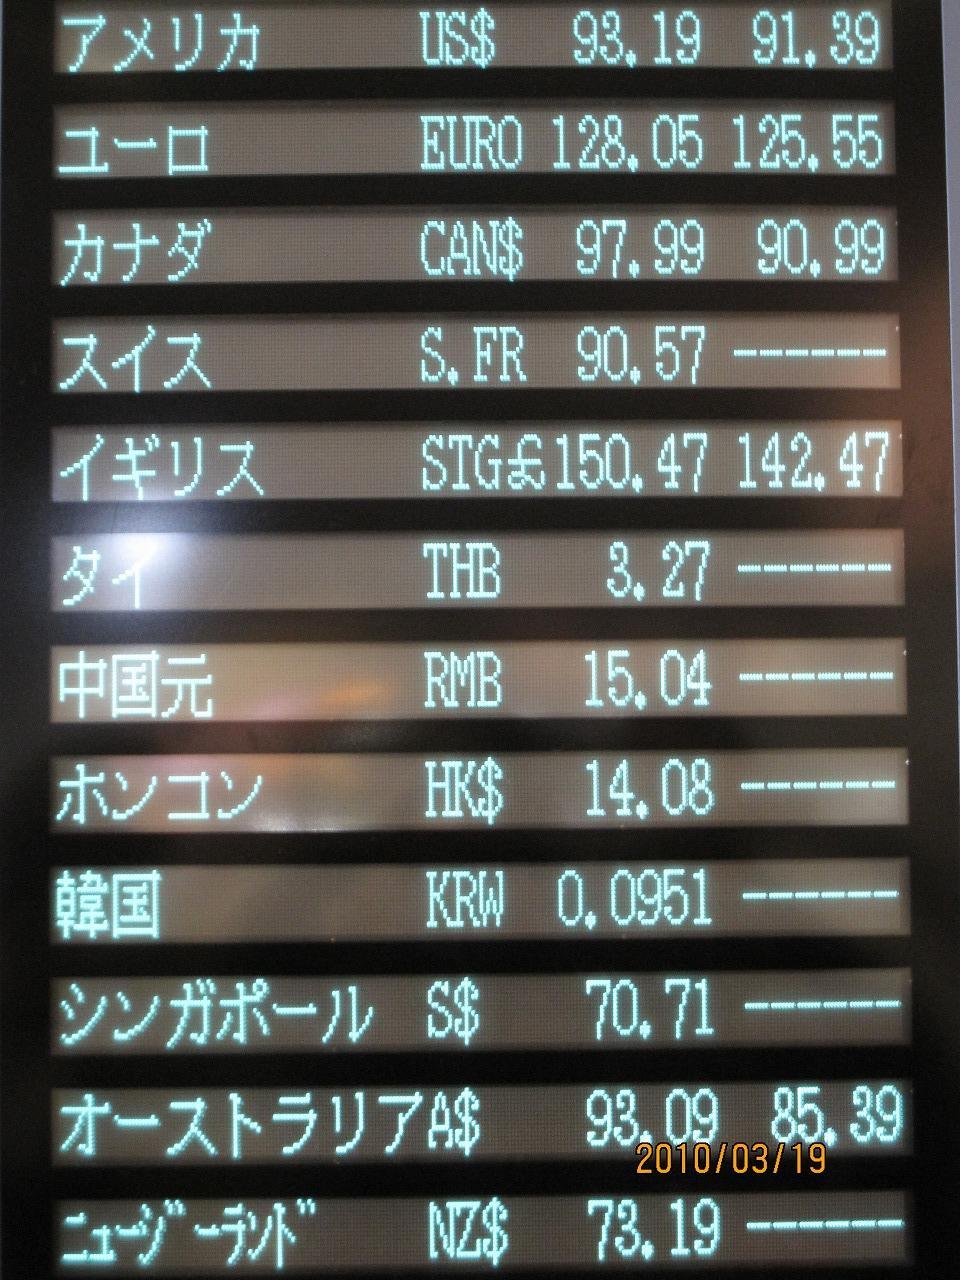 アメリカ US$ 93.19 91.39
ユーロ EURO 128.05 125.55
カナダ CAN$ 97.99 90.99
スイス S.FR 90.57 ------
イギリス STG£ 150.47 142.47
タイ THB 3.27 ------
中国元 RMB 15.04 ------
ホンコン HK$ 14.08 ------
韓国 KRW 0.0951 ------
シンガポール S$ 70.71 ------
オーストラリア A$ 93.09 85.39
2010/03/19
ニュージーランド NZ$ 73.19 ------